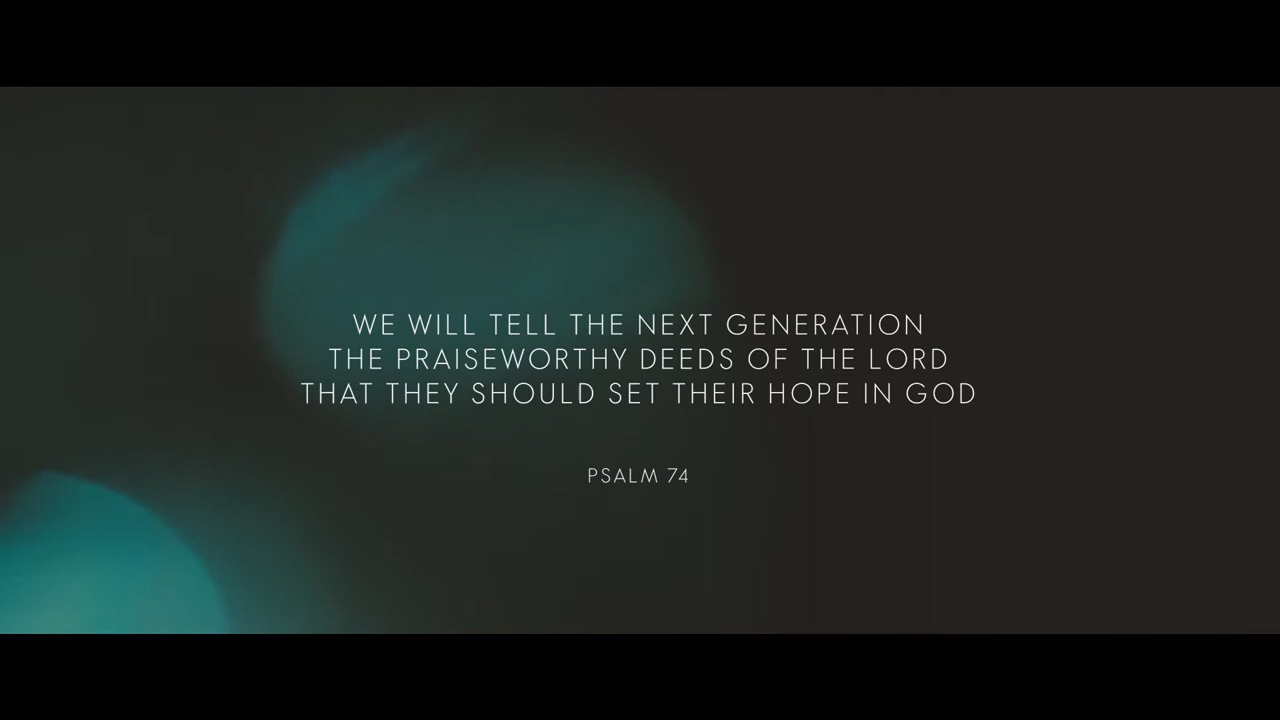 WE WILL TELL THE NEXT GENERATION
THE PRAISEWORTHY DEEDS OF THE LORD
THAT THEY SHOULD SET THEIR HOPE IN GOD
PSALM 74